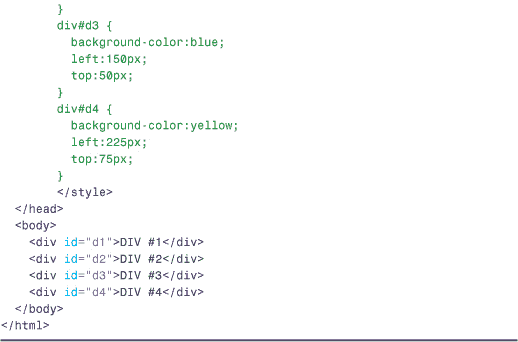 }
div#d3 {
background-color:blue;
left:150px;
top:50px;
}
div#d4 {
background-color:yellow;
left:225px;
top:75px;
}
</style>
</head>
<body>
<div id="d1">DIV #1</div>
<div id="d2">DIV #2</div>
<div id="d3">DIV #3</div>
<div id="d4">DIV #4</div>
</body>
</html>